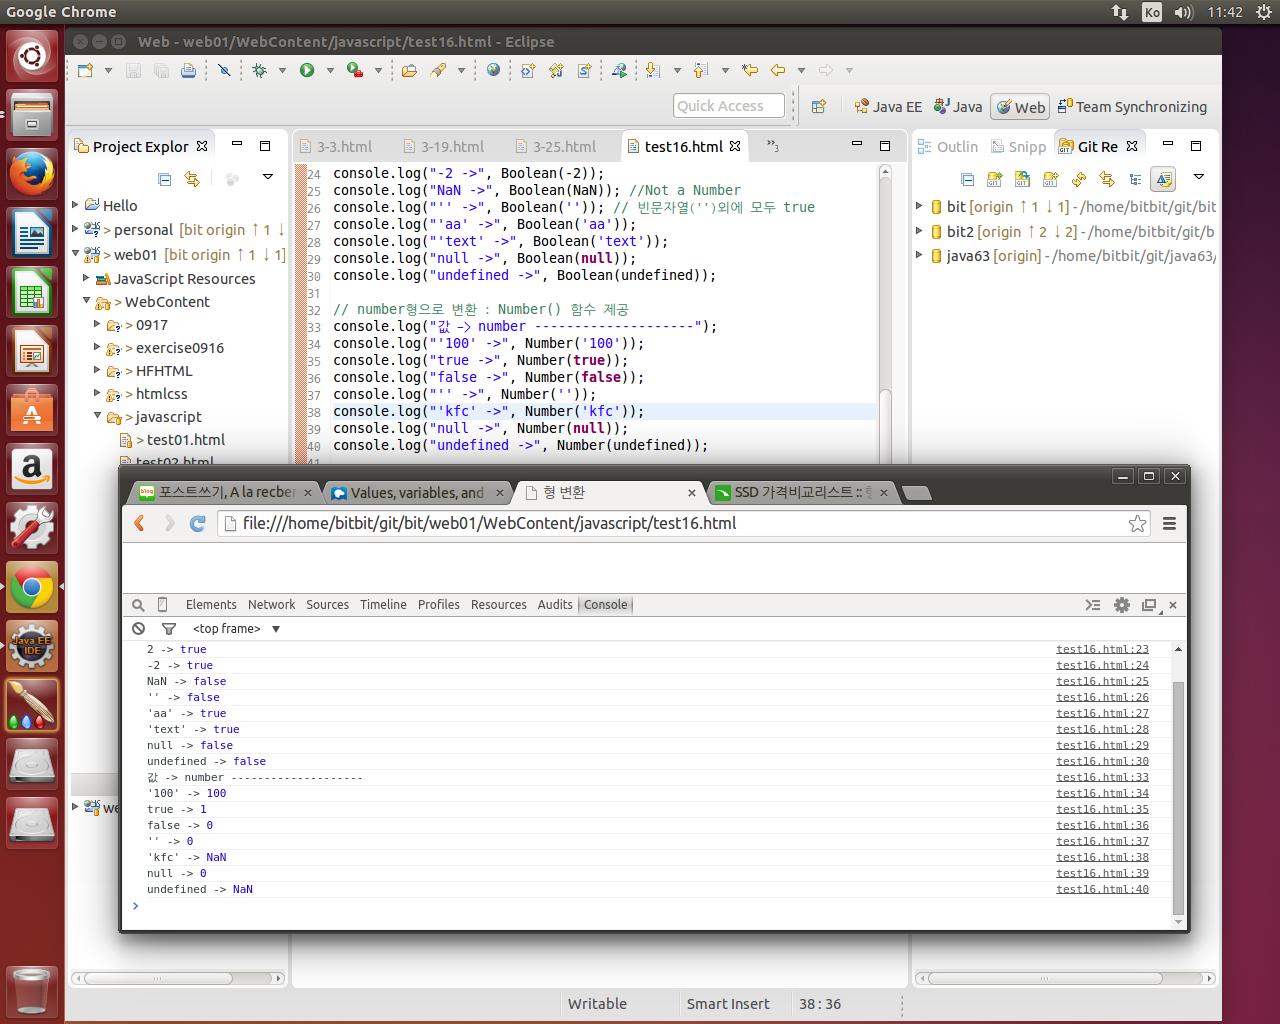 Google Chrome
Ko
11:42
Web - web01/WebContent/javascript/test16.html - Eclipse
Quick Access
Java EE
Java
Web
Team Synchronizing
Project Explor
3-3.html
3-19.html
3-25.html
test16.html
»3
Outlin
Snipp
Git Re
Hello
> personal [bit origin ↑ 1 ↓
> web01 [bit origin ↑ 1 ↓ 1]
JavaScript Resources
> WebContent
> 0917
> exercise0916
> HFHTML
> htmlcss
> javascript
> test01.html
test02.html
we
24 console.log("-2 ->", Boolean(-2));
25 console.log("NaN ->", Boolean(NaN)); //Not a Number
26 console.log("'' ->", Boolean('')); // 빈문자열('')외에 모두 true
27 console.log("'aa' ->", Boolean('aa'));
28 console.log("'text' ->", Boolean('text'));
29 console.log("null ->", Boolean(null));
30 console.log("undefined ->", Boolean(undefined));
31
32 // number형으로 변환 : Number() 함수 제공
33 console.log("값 -> number --------------------");
34 console.log("'100' ->", Number('100'));
35 console.log("true ->", Number(true));
36 console.log("false ->", Number(false));
37 console.log("'' ->", Number(''));
38 console.log("'kfc' ->", Number('kfc'));
39 console.log("null ->", Number(null));
40 console.log("undefined ->", Number(undefined));
41
bit [origin ↑ 1 ↓ 1] - /home/bitbit/git/bit
bit2 [origin ↑ 2 ↓ 2] - /home/bitbit/git/b
java63 [origin] - /home/bitbit/git/java63/
blog 포스트쓰기, A la recber
Values, variables, and
형 변환
SSD 가격비교리스트 ::
file:///home/bitbit/git/bit/web01/WebContent/javascript/test16.html
Elements Network Sources Timeline Profiles Resources Audits Console
<top frame> ▼
2 -> true test16.html:23
-2 -> true test16.html:24
NaN -> false test16.html:25
'' -> false test16.html:26
'aa' -> true test16.html:27
'text' -> true test16.html:28
null -> false test16.html:29
undefined -> false test16.html:30
값 -> number -------------------- test16.html:33
'100' -> 100 test16.html:34
true -> 1 test16.html:35
false -> 0 test16.html:36
'' -> 0 test16.html:37
'kfc' -> NaN test16.html:38
null -> 0 test16.html:39
undefined -> NaN test16.html:40
>
Java EE
IDE
Writable
Smart Insert
38 : 36